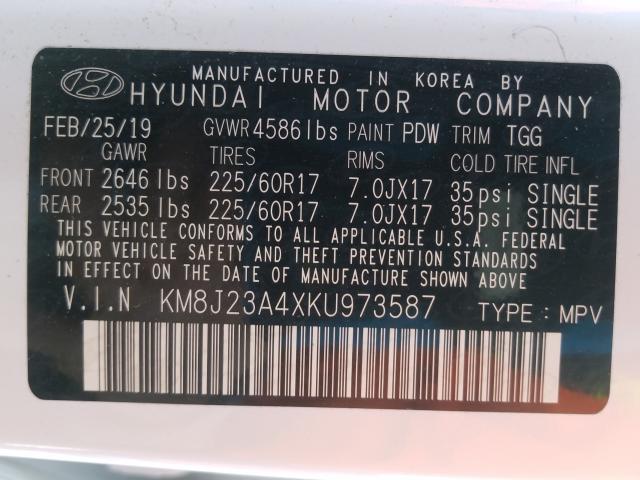 MANUFACTURED IN KOREA BY
HYUNDAI MOTOR COMPANY
FEB/25/19 GVWR 4586lbs PAINT PDW TRIM TGG
GAWR TIRES RIMS COLD TIRE INFL
FRONT 2646 lbs 225/60R17 7.0JX17 35psi SINGLE
REAR 2535 lbs 225/60R17 7.0JX17 35psi SINGLE
THIS VEHICLE CONFORMS TO ALL APPLICABLE U.S.A. FEDERAL
MOTOR VEHICLE SAFETY AND THEFT PREVENTION STANDARDS
IN EFFECT ON THE DATE OF MANUFACTURE SHOWN ABOVE
V.I.N KM8J23A4XKU973587 TYPE : MPV